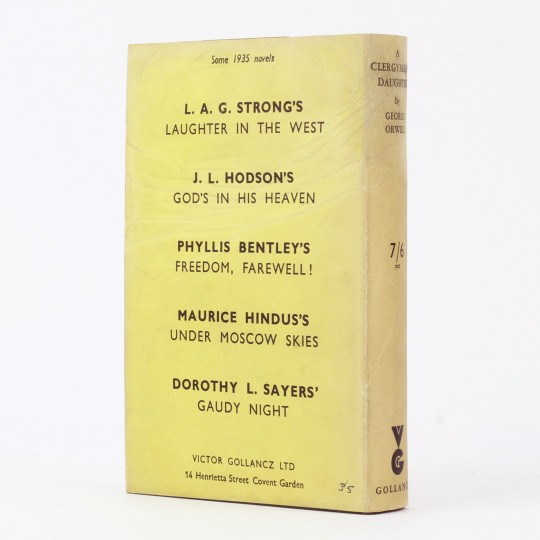 Some 1935 novels
L. A. G. STRONG'S
LAUGHTER IN THE WEST
J. L. HODSON'S
GOD'S IN HIS HEAVEN
PHYLLIS BENTLEY'S
FREEDOM, FAREWELL!
MAURICE HINDUS'S
UNDER MOSCOW SKIES
DOROTHY L. SAYERS'
GAUDY NIGHT
VICTOR GOLLANCZ LTD
14 Henrietta Street Covent Garden
A
CLERGYMAN'S
DAUGHTER
By
GEORGE
ORWELL
7/6
NET
VG
GOLLANCZ